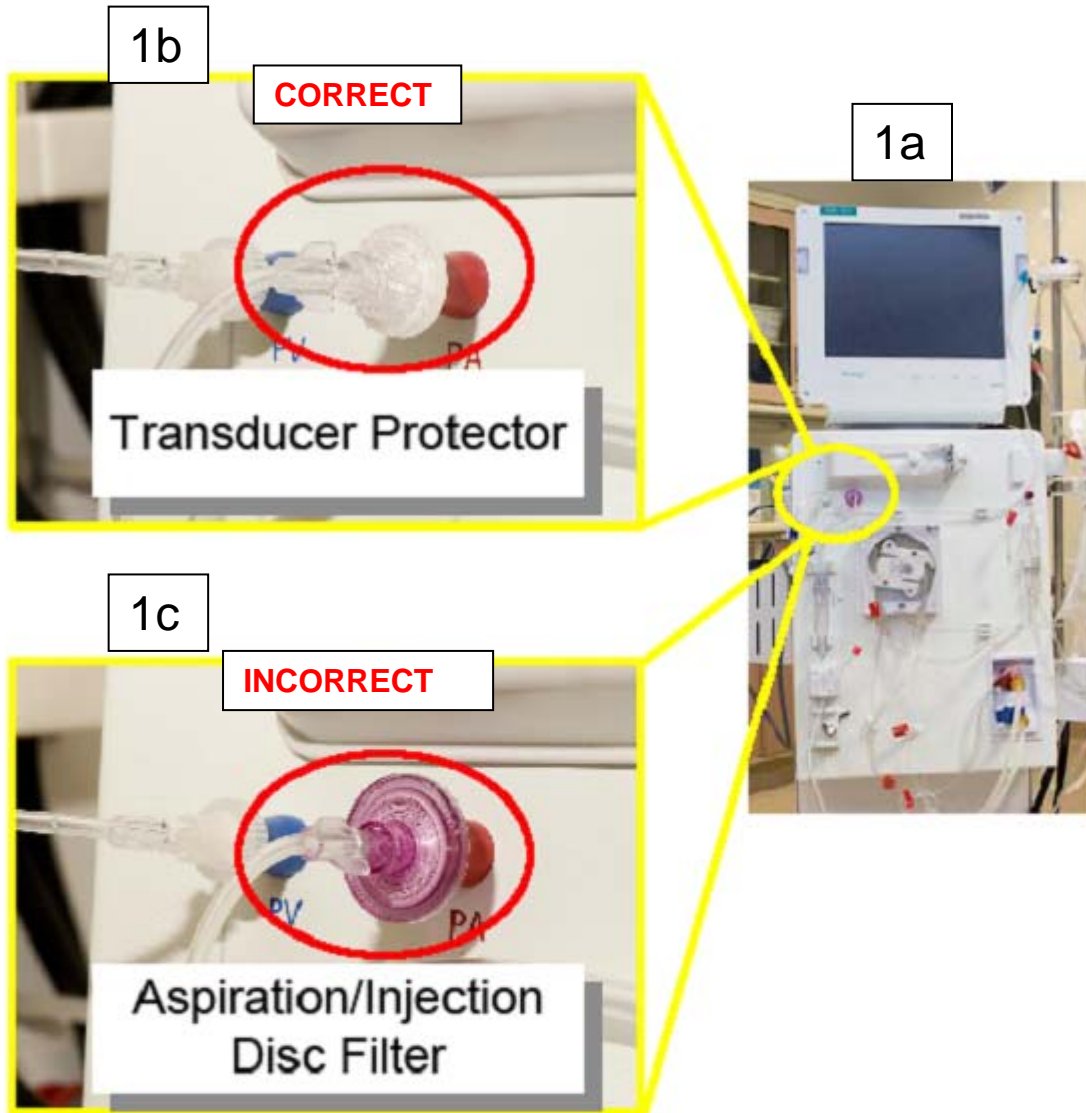 1b
CORRECT
1a
PV
PA
Transducer Protector
1c
INCORRECT
PV
PA
Aspiration/Injection
Disc Filter